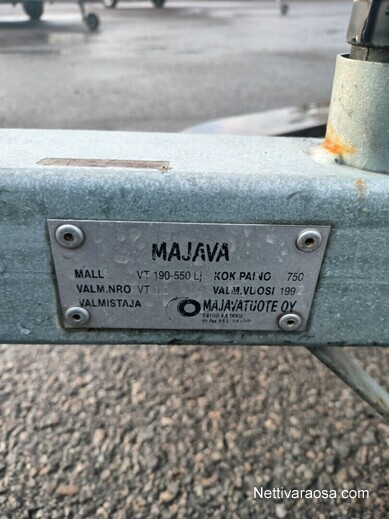 MAJAVA
MALL VT 190-550 Lj KOK.PAINO 750
VALM.NRO VT VALM.VUOSI 199
VALMISTAJA MAJAVATUOTE OY
Nettivaraosa.com